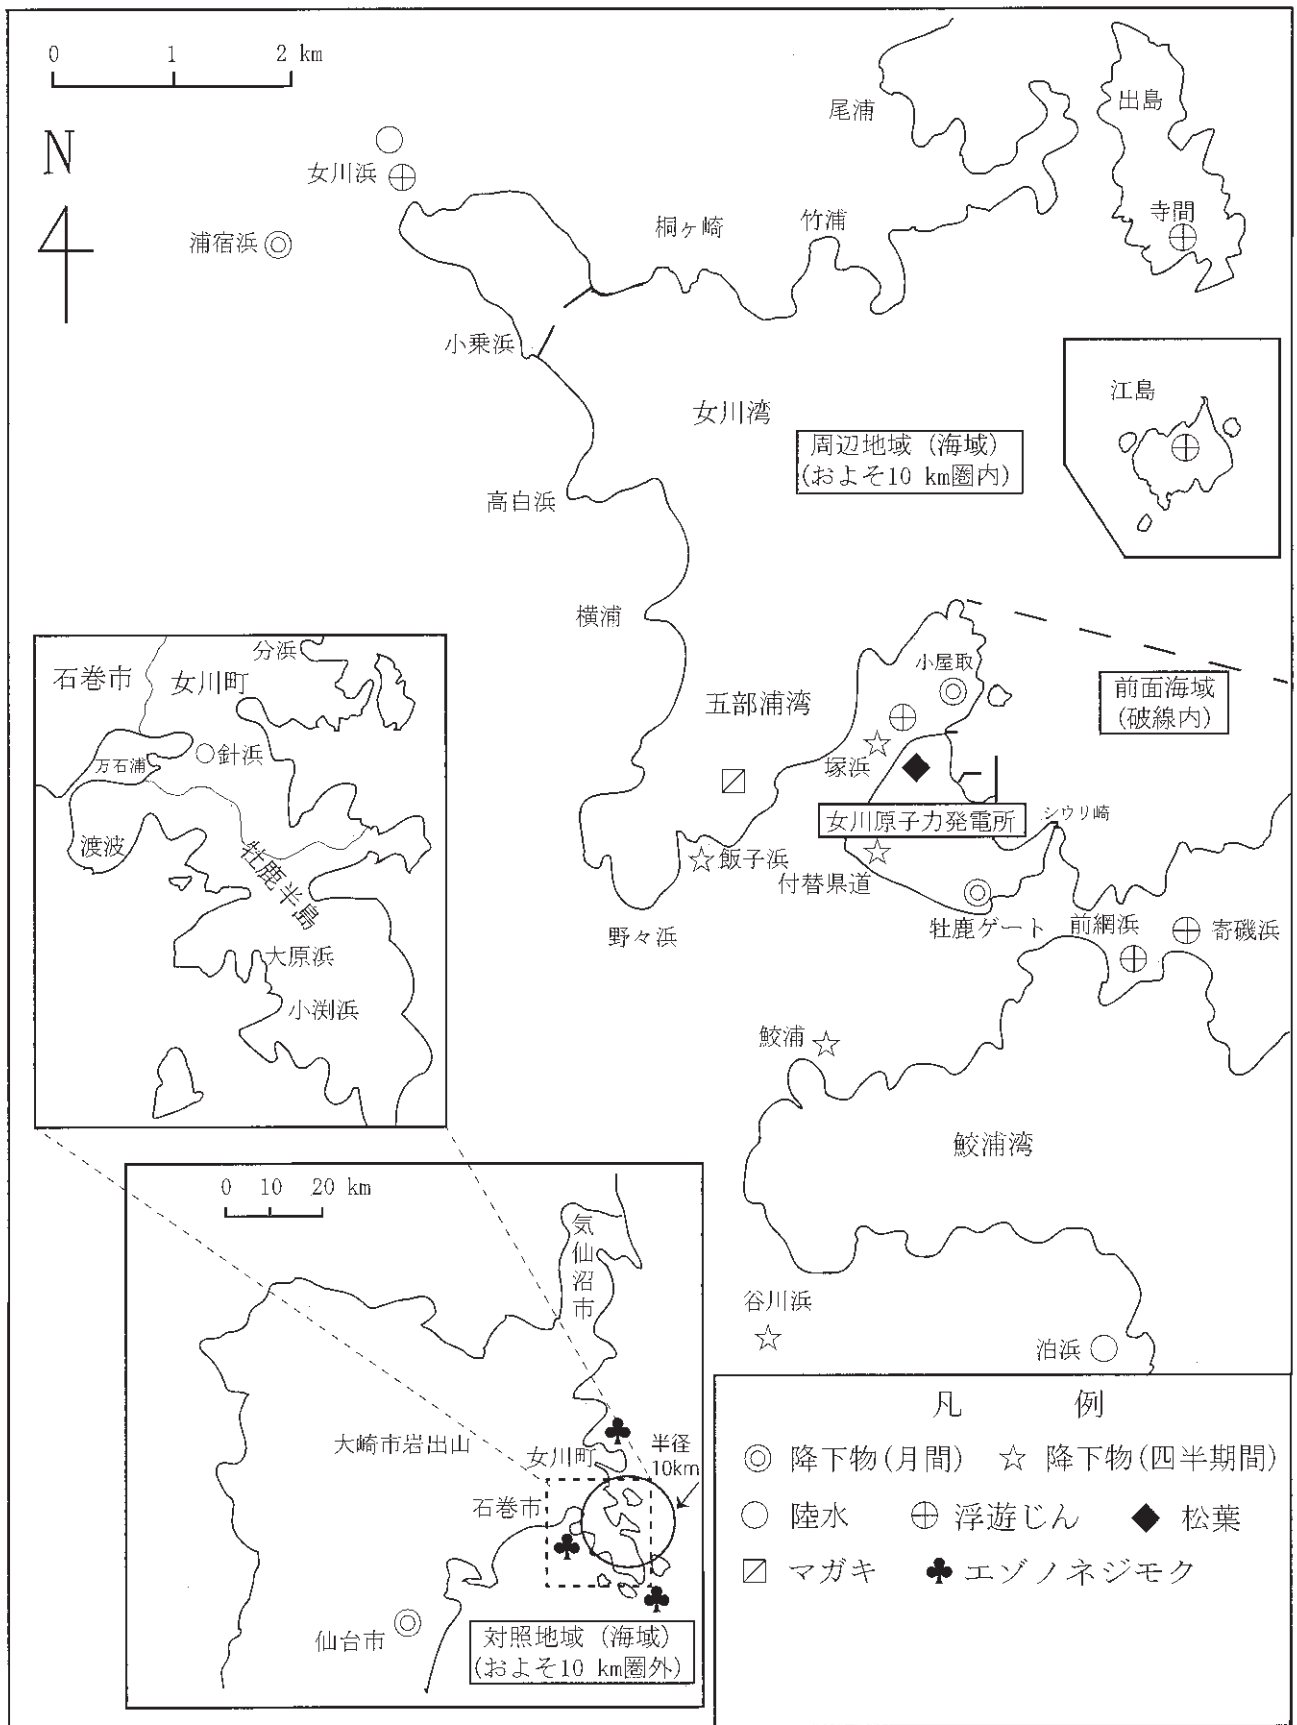 0 1 2 km
N
女川浜
浦宿浜
尾浦
出島
寺間
桐ヶ崎
竹浦
小乗浜
女川湾
江島
周辺地域 (海域)
(およそ10 km圏内)
高白浜
横浦
小屋取
前面海域
(破線内)
五部浦湾
塚浜
女川原子力発電所
シウリ崎
飯子浜
付替県道
野々浜
牡鹿ゲート
前網浜
寄磯浜
鮫浦
鮫浦湾
谷川浜
泊浜
石巻市
女川町
分浜
万石浦
針浜
渡波
牡鹿半島
大原浜
小渕浜
0 10 20 km
気仙沼市
大崎市岩出山
女川町
半径
10km
石巻市
仙台市
対照地域 (海域)
(およそ10 km圏外)
凡 例
降下物(月間) 降下物(四半期間)
陸水 浮遊じん 松葉
マガキ エゾノネジモク